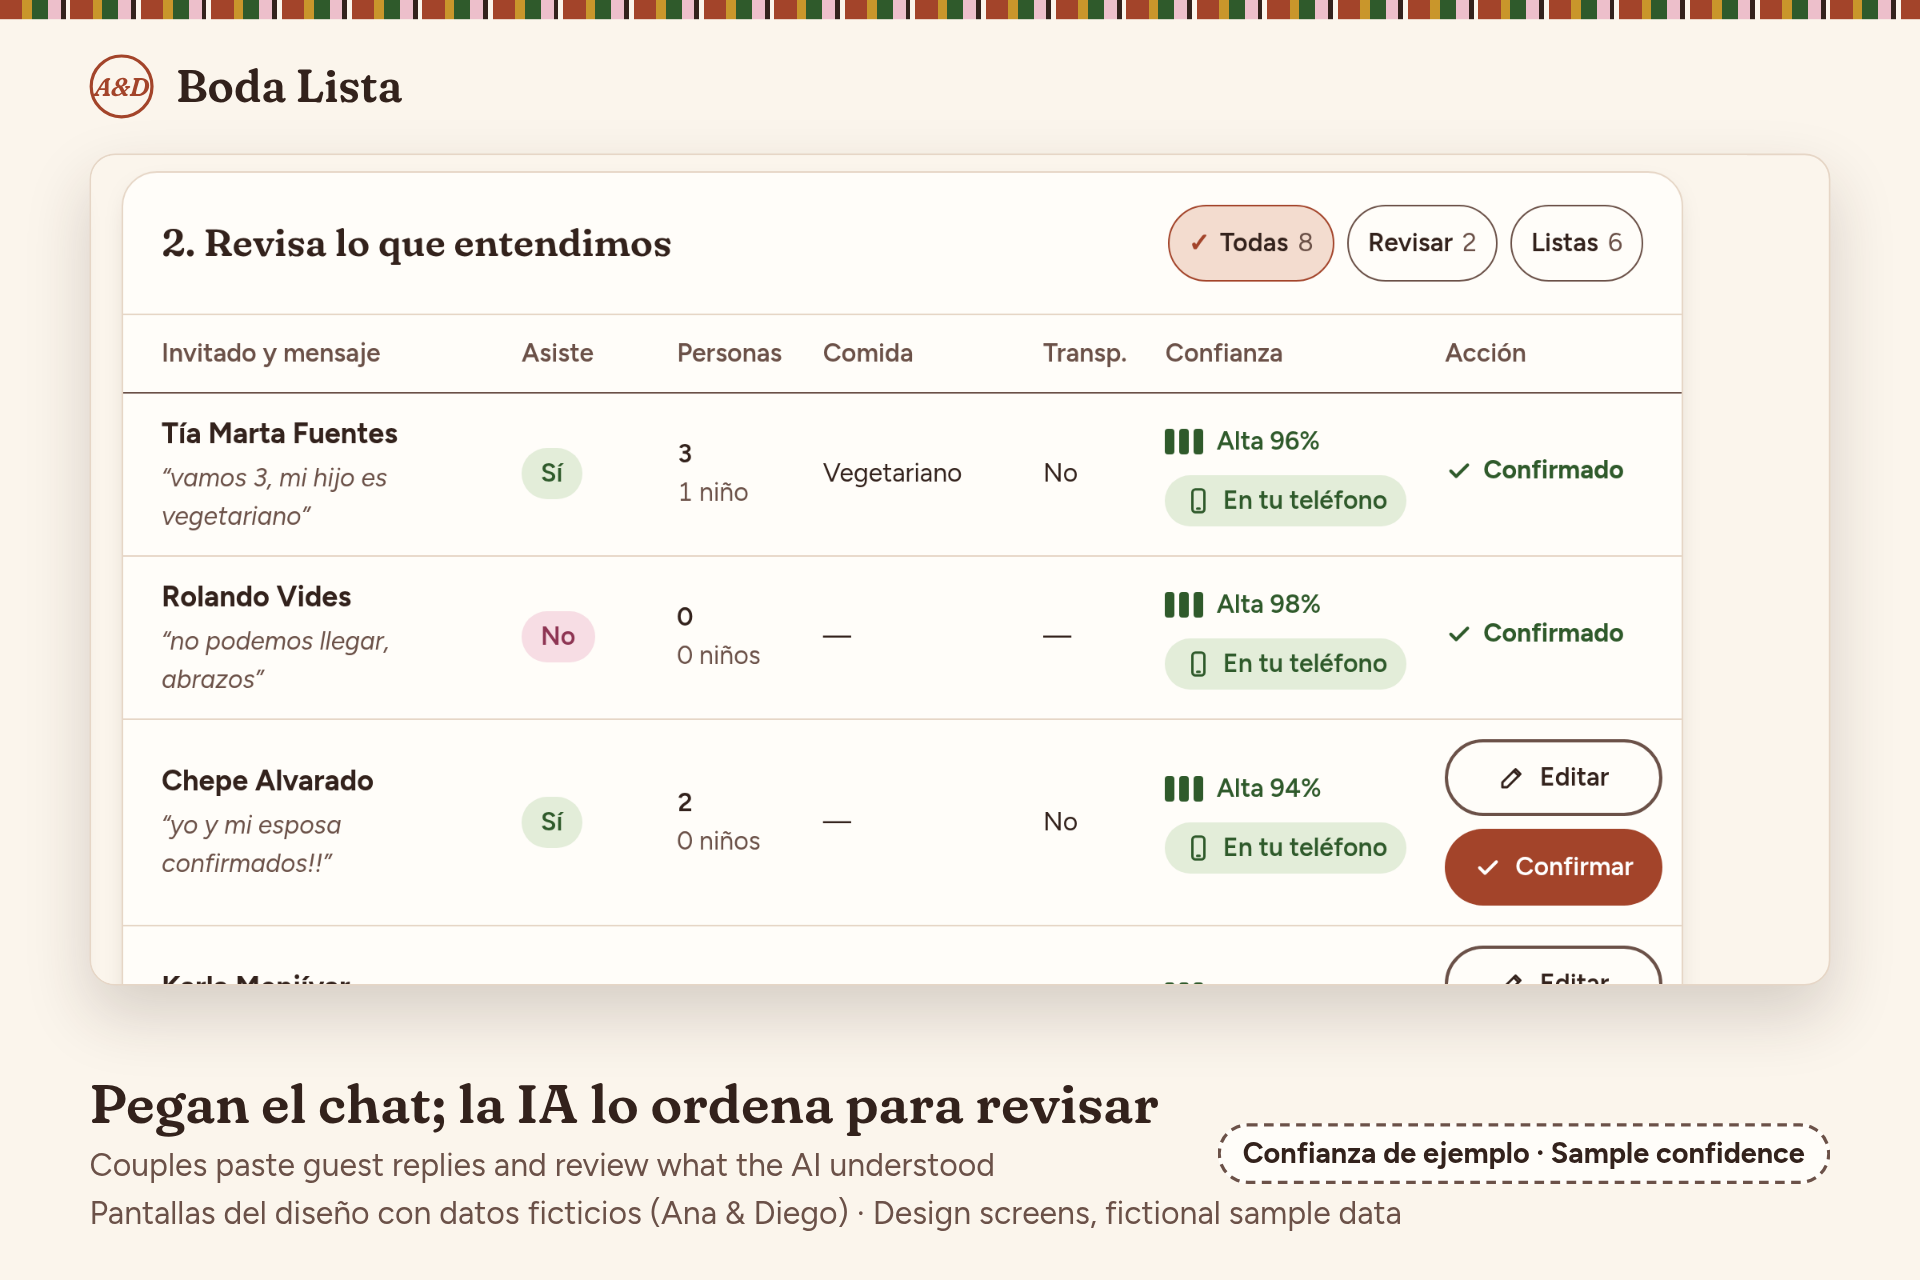 A&D
Boda Lista
2. Revisa lo que entendimos
✓ Todas 8
Revisar 2
Listas 6
Invitado y mensaje Asiste Personas Comida Transp. Confianza Acción
Tía Marta Fuentes
“vamos 3, mi hijo es
vegetariano”
Sí
3
1 niño
Vegetariano
No
Alta 96%
En tu teléfono
Confirmado
Rolando Vides
“no podemos llegar,
abrazos”
No
0
0 niños
—
—
Alta 98%
En tu teléfono
Confirmado
Chepe Alvarado
“yo y mi esposa
confirmados!!”
Sí
2
0 niños
—
No
Alta 94%
En tu teléfono
Editar
Confirmar
Editar
Pegan el chat; la IA lo ordena para revisar
Couples paste guest replies and review what the AI understood
Confianza de ejemplo · Sample confidence
Pantallas del diseño con datos ficticios (Ana & Diego) · Design screens, fictional sample data